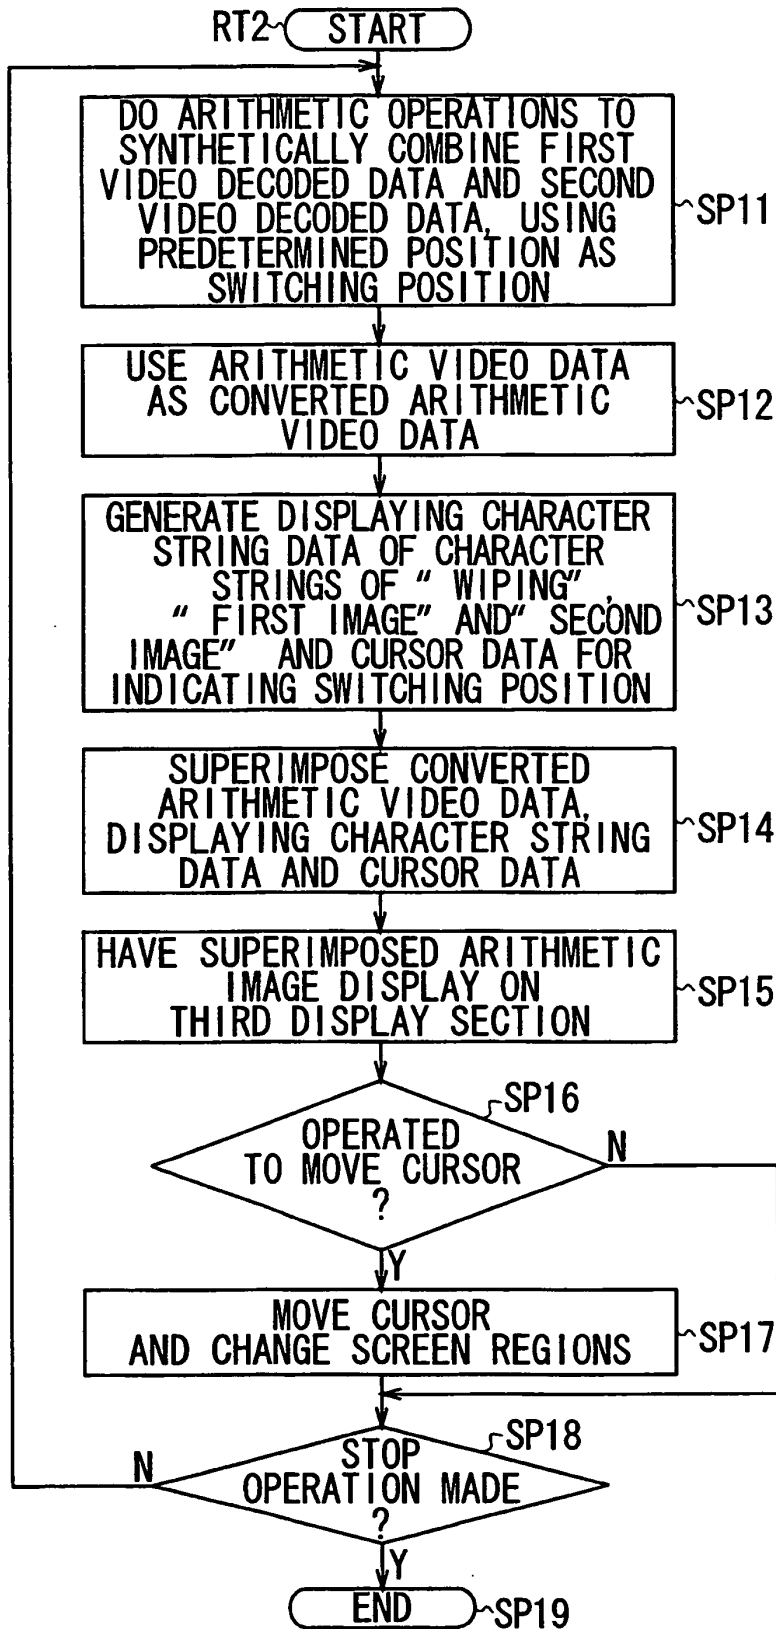 RT2 START
DO ARITHMETIC OPERATIONS TO
SYNTHETICALLY COMBINE FIRST
VIDEO DECODED DATA AND SECOND
VIDEO DECODED DATA, USING
PREDETERMINED POSITION AS
SWITCHING POSITION
SP11
USE ARITHMETIC VIDEO DATA
AS CONVERTED ARITHMETIC
VIDEO DATA
SP12
GENERATE DISPLAYING CHARACTER
STRING DATA OF CHARACTER
STRINGS OF " WIPING",
" FIRST IMAGE" AND" SECOND
IMAGE" AND CURSOR DATA FOR
INDICATING SWITCHING POSITION
SP13
SUPERIMPOSE CONVERTED
ARITHMETIC VIDEO DATA,
DISPLAYING CHARACTER STRING
DATA AND CURSOR DATA
SP14
HAVE SUPERIMPOSED ARITHMETIC
IMAGE DISPLAY ON
THIRD DISPLAY SECTION
SP15
SP16
OPERATED
TO MOVE CURSOR
?
N
Y
MOVE CURSOR
AND CHANGE SCREEN REGIONS
SP17
SP18
STOP
OPERATION MADE
?
N
Y
END
SP19